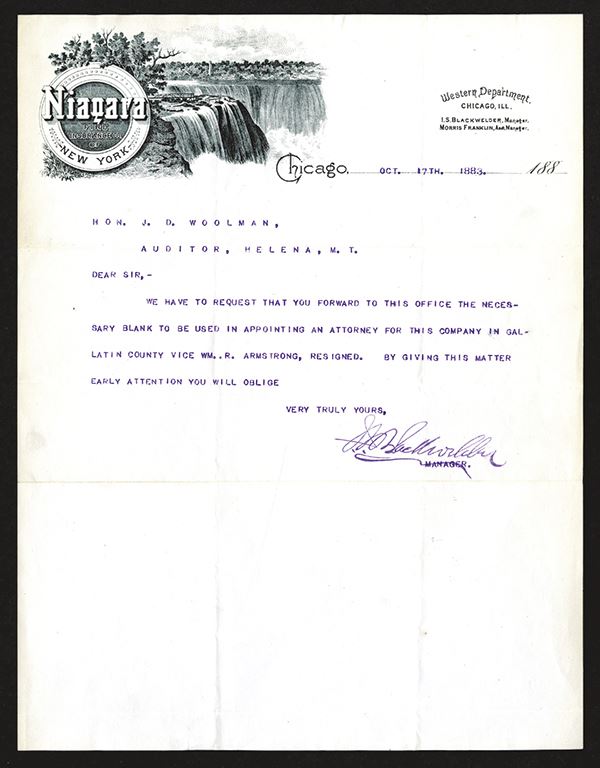 Niagara
FIRE
INSURANCE CO.
OF
NEW YORK
Western Department,
CHICAGO, ILL.
I.S. BLACKWELDER, Manager.
MORRIS FRANKLIN, Asst. Manager.
Chicago, OCT. 17TH. 1883. 188
HON. J. D. WOOLMAN,
AUDITOR, HELENA, M. T.
DEAR SIR,-
WE HAVE TO REQUEST THAT YOU FORWARD TO THIS OFFICE THE NECES-
SARY BLANK TO BE USED IN APPOINTING AN ATTORNEY FOR THIS COMPANY IN GAL-
LATIN COUNTY VICE WM..R. ARMSTRONG, RESIGNED. BY GIVING THIS MATTER
EARLY ATTENTION YOU WILL OBLIGE
VERY TRULY YOURS,
I.S. Blackwelder
MANAGER.